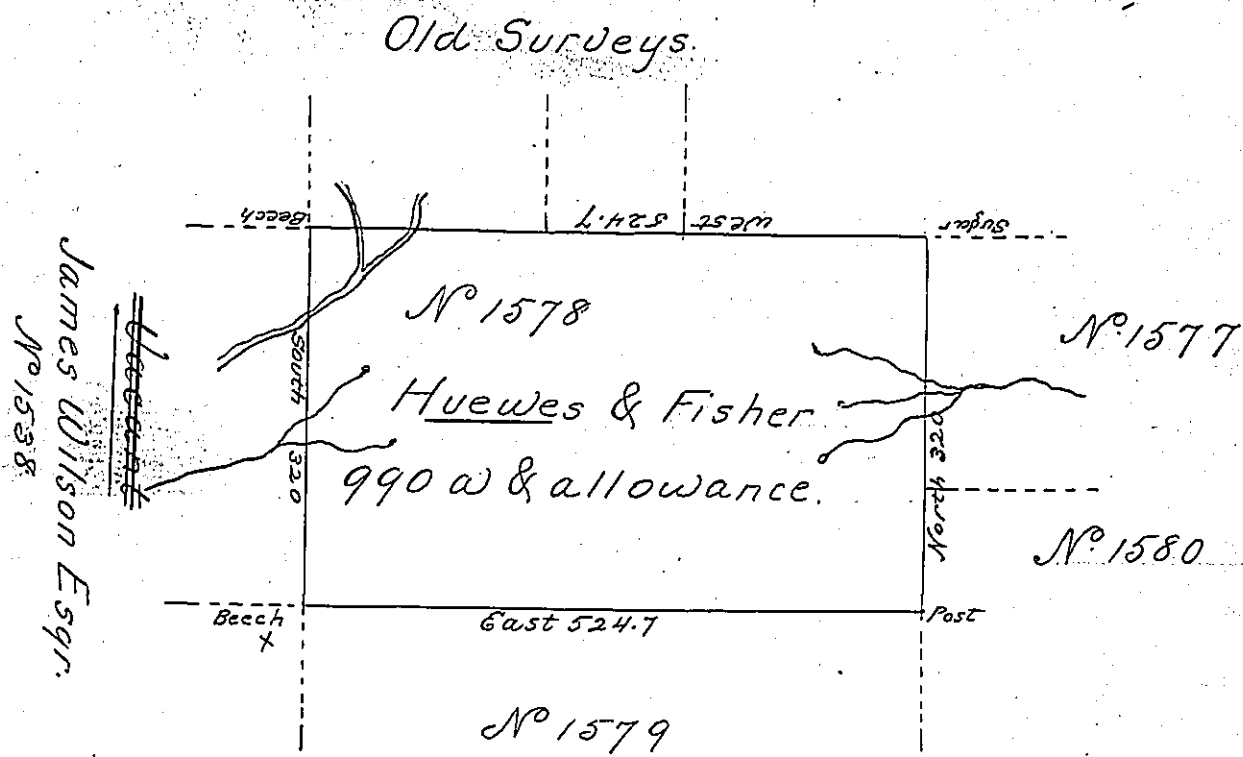 Old Surveys.
Beech
West 524.7
Sugar
Nº 1578
Nº 1577
South 320
Huewes & Fisher
990 a & allowance.
North 320
Nº 1580
James Wilson Esqr.
Nº 1538
Beech
X
East 524.7
Post
Nº 1579